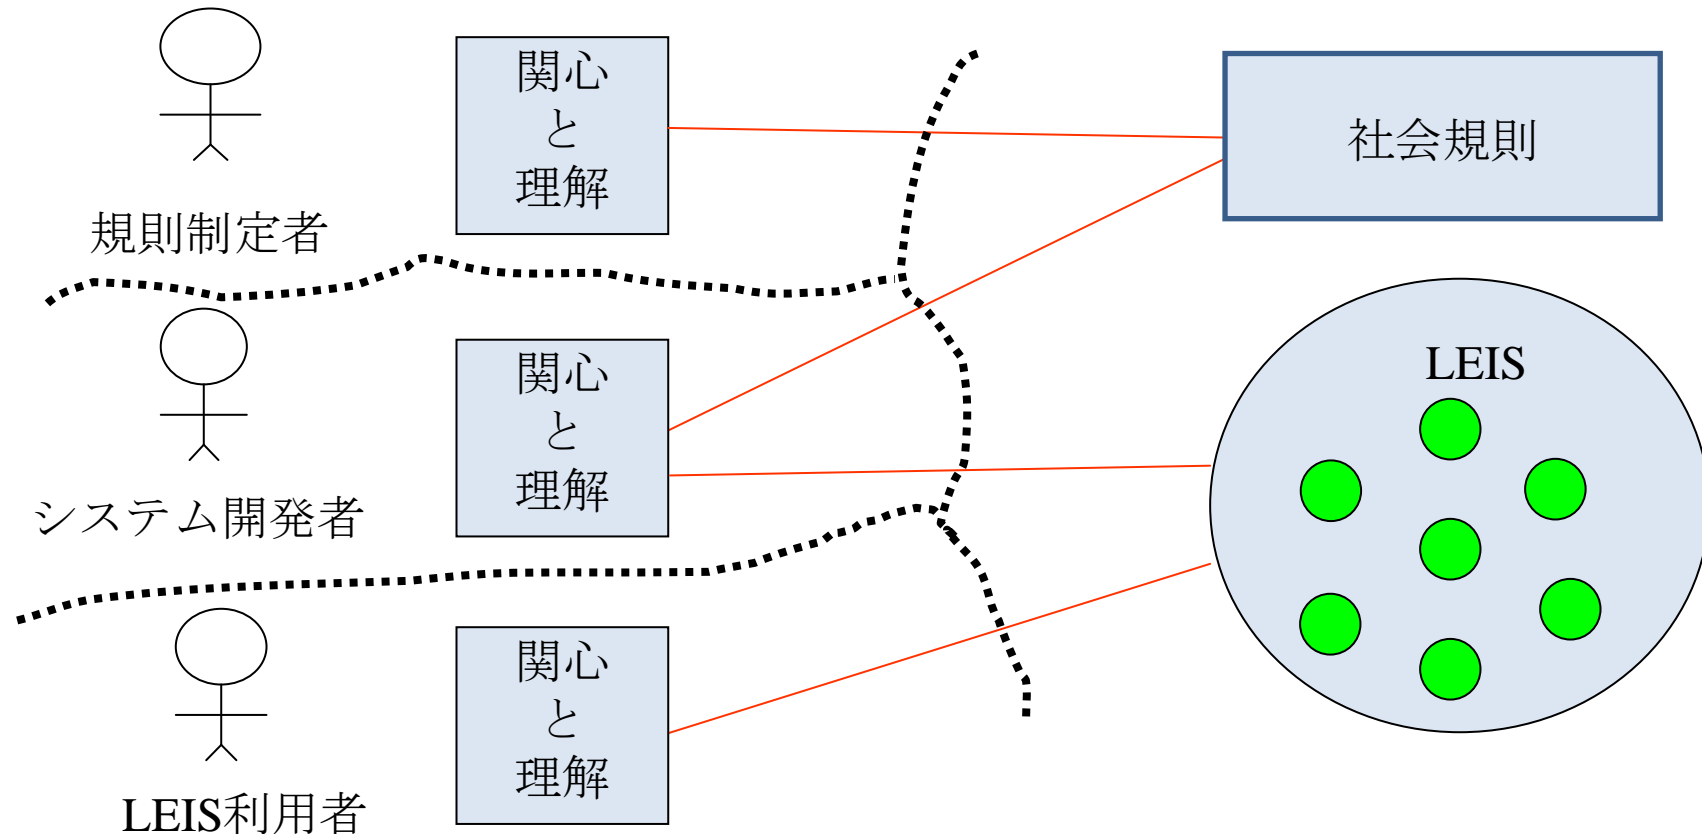 関心
と
理解
規則制定者
社会規則
関心
と
理解
システム開発者
LEIS
関心
と
理解
LEIS利用者